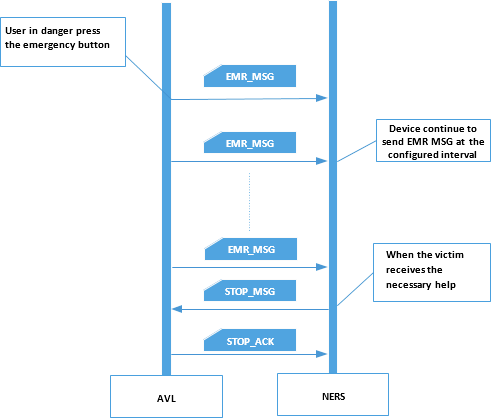 User in danger press
the emergency button
EMR_MSG
EMR_MSG
Device continue to
send EMR MSG at the
configured interval
EMR_MSG
When the victim
receives the
necessary help
STOP_MSG
STOP_ACK
AVL
NERS